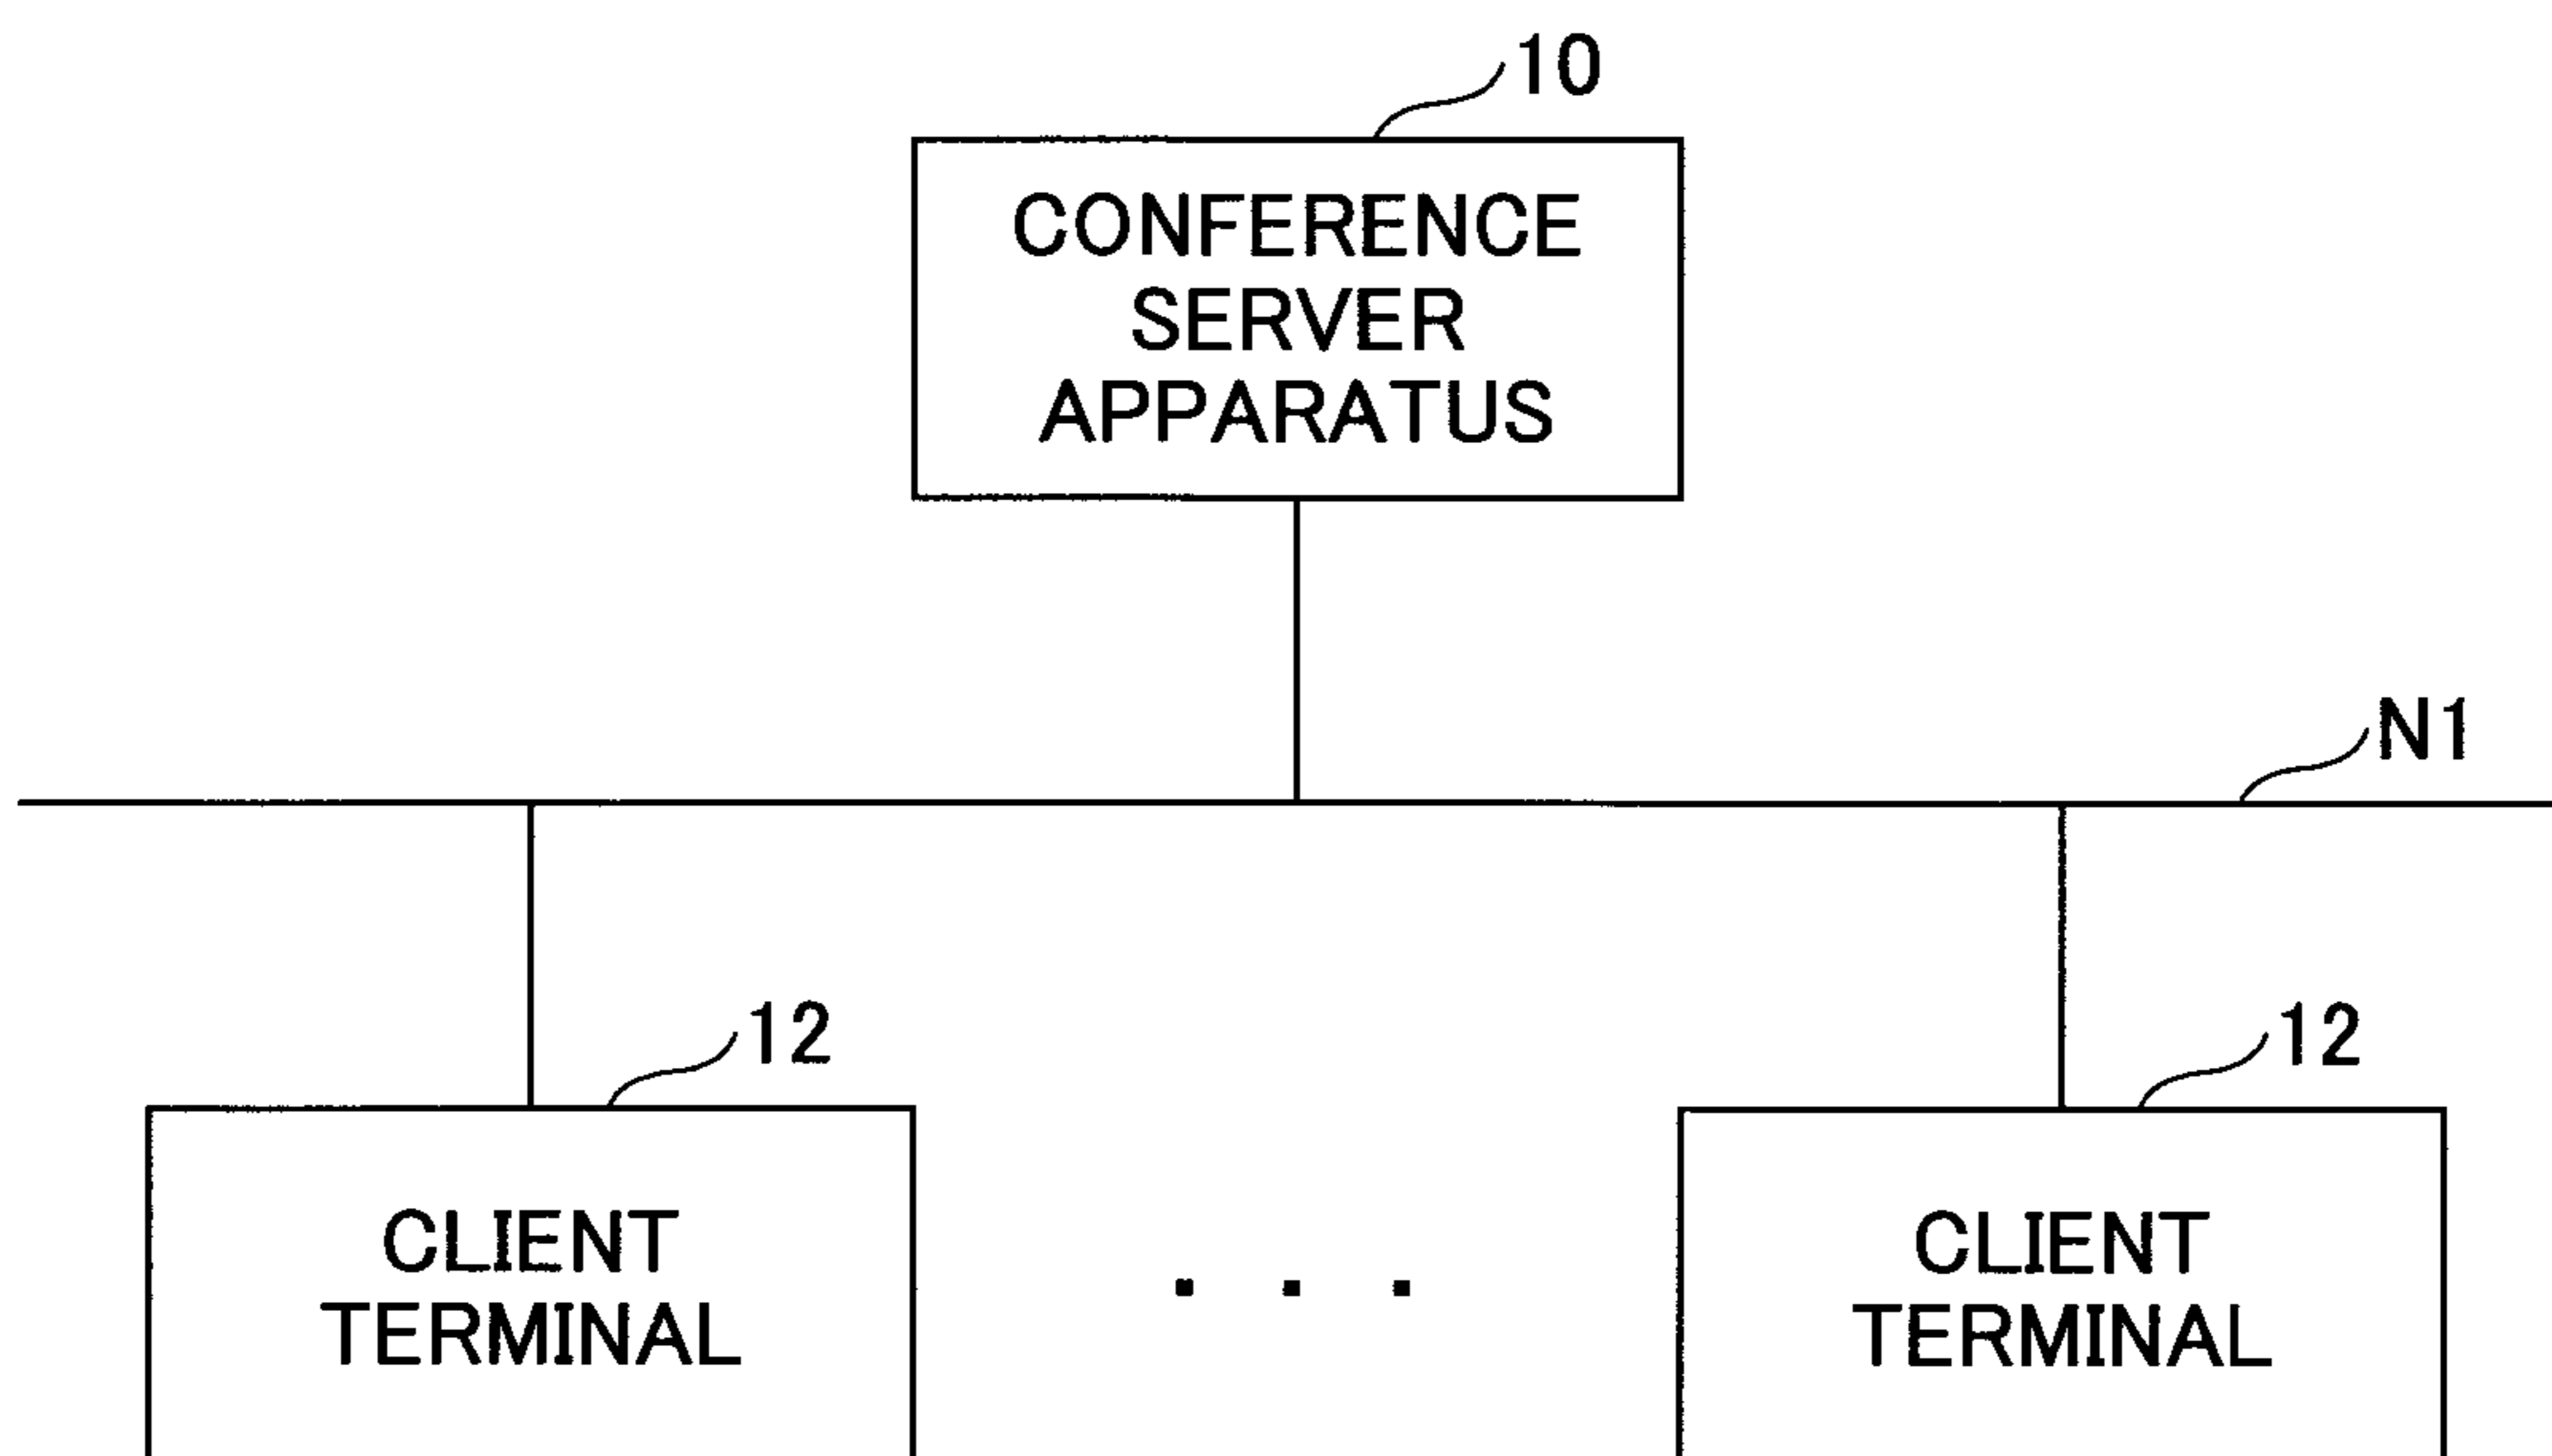 10
CONFERENCE
SERVER
APPARATUS
N1
12
12
CLIENT
TERMINAL
. . .
CLIENT
TERMINAL